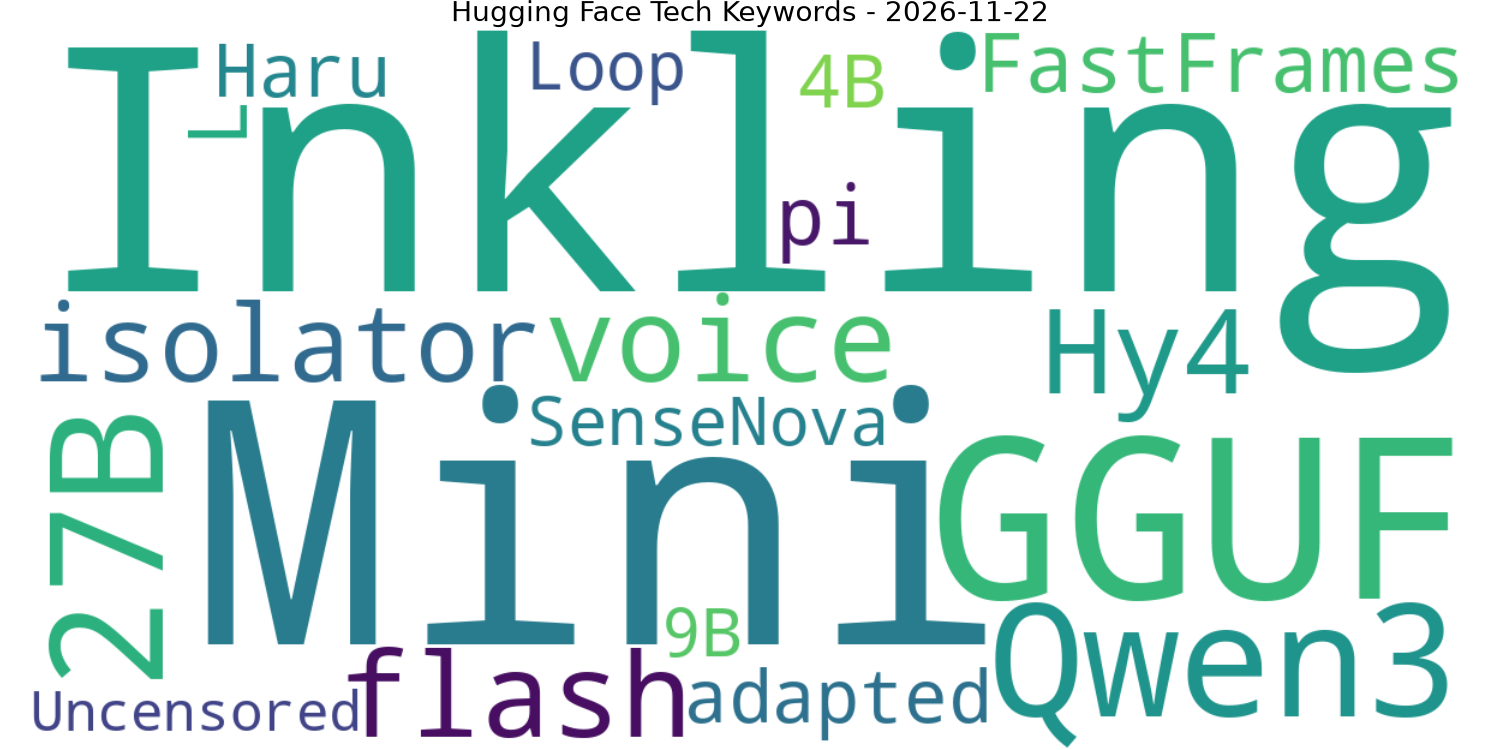 Hugging Face Tech Keywords - 2026-11-22
Inkling
Haru
L
Loop
4B
FastFrames
pi
isolator
voice
Hy4
27B
Mini
SenseNova
GGUF
9B
Qwen3
flash
adapted
Uncensored